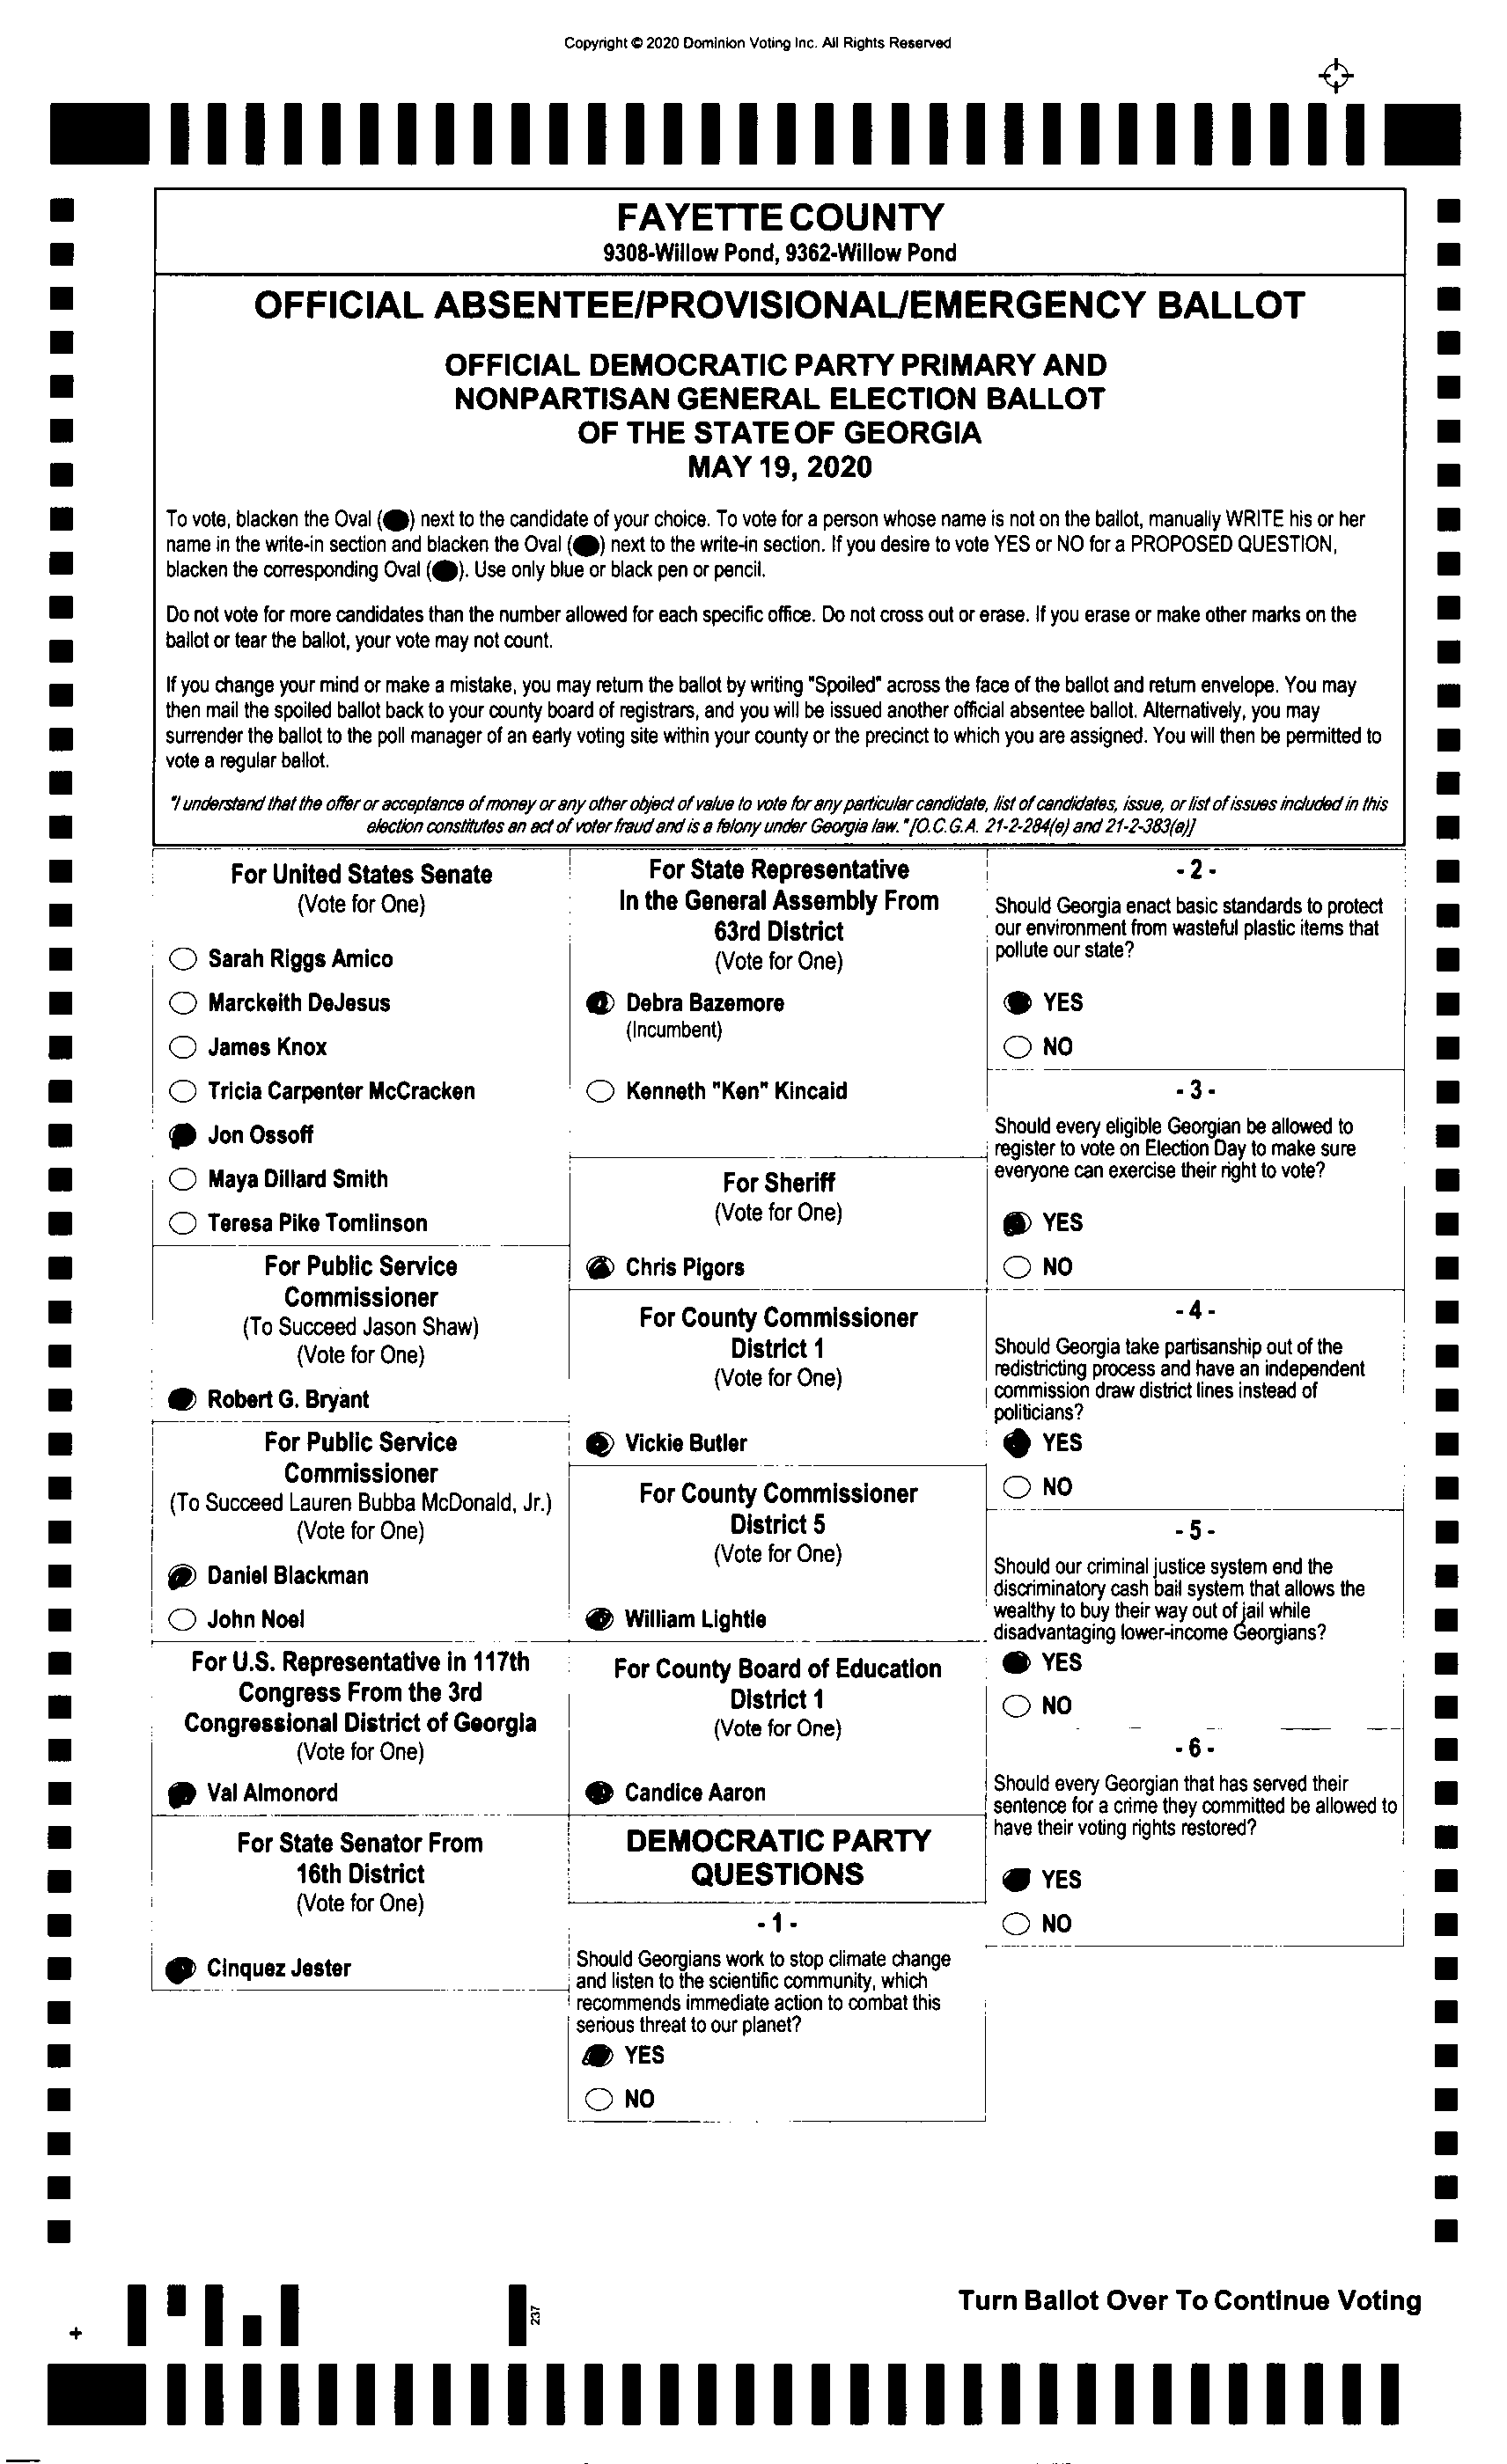 Copyright © 2020 Dominion Voting Inc. All Rights Reserved
FAYETTE COUNTY
9308-Willow Pond, 9362-Willow Pond
OFFICIAL ABSENTEE/PROVISIONAL/EMERGENCY BALLOT
OFFICIAL DEMOCRATIC PARTY PRIMARY AND
NONPARTISAN GENERAL ELECTION BALLOT
OF THE STATE OF GEORGIA
MAY 19, 2020
To vote, blacken the Oval ( ) next to the candidate of your choice. To vote for a person whose name is not on the ballot, manually WRITE his or her
name in the write-in section and blacken the Oval ( ) next to the write-in section. If you desire to vote YES or NO for a PROPOSED QUESTION,
blacken the corresponding Oval ( ). Use only blue or black pen or pencil.
Do not vote for more candidates than the number allowed for each specific office. Do not cross out or erase. If you erase or make other marks on the
ballot or tear the ballot, your vote may not count.
If you change your mind or make a mistake, you may return the ballot by writing "Spoiled" across the face of the ballot and return envelope. You may
then mail the spoiled ballot back to your county board of registrars, and you will be issued another official absentee ballot. Alternatively, you may
surrender the ballot to the poll manager of an early voting site within your county or the precinct to which you are assigned. You will then be permitted to
vote a regular ballot.
"I understand that the offer or acceptance of money or any other object of value to vote for any particular candidate, list of candidates, issue, or list of issues included in this
election constitutes an act of voter fraud and is a felony under Georgia law. "[O.C.G.A. 21-2-284(e) and 21-2-383(a)]
For United States Senate
(Vote for One)
Sarah Riggs Amico
Marckeith DeJesus
James Knox
Tricia Carpenter McCracken
Jon Ossoff
Maya Dillard Smith
Teresa Pike Tomlinson
For Public Service
Commissioner
(To Succeed Jason Shaw)
(Vote for One)
Robert G. Bryant
For Public Service
Commissioner
(To Succeed Lauren Bubba McDonald, Jr.)
(Vote for One)
Daniel Blackman
John Noel
For U.S. Representative in 117th
Congress From the 3rd
Congressional District of Georgia
(Vote for One)
Val Almonord
For State Senator From
16th District
(Vote for One)
Cinquez Jester
For State Representative
In the General Assembly From
63rd District
(Vote for One)
Debra Bazemore
(Incumbent)
Kenneth "Ken" Kincaid
For Sheriff
(Vote for One)
Chris Pigors
For County Commissioner
District 1
(Vote for One)
Vickie Butler
For County Commissioner
District 5
(Vote for One)
William Lightle
For County Board of Education
District 1
(Vote for One)
Candice Aaron
DEMOCRATIC PARTY
QUESTIONS
- 1 -
Should Georgians work to stop climate change
and listen to the scientific community, which
recommends immediate action to combat this
serious threat to our planet?
YES
NO
- 2 -
Should Georgia enact basic standards to protect
our environment from wasteful plastic items that
pollute our state?
YES
NO
- 3 -
Should every eligible Georgian be allowed to
register to vote on Election Day to make sure
everyone can exercise their right to vote?
YES
NO
- 4 -
Should Georgia take partisanship out of the
redistricting process and have an independent
commission draw district lines instead of
politicians?
YES
NO
- 5 -
Should our criminal justice system end the
discriminatory cash bail system that allows the
wealthy to buy their way out of jail while
disadvantaging lower-income Georgians?
YES
NO
- 6 -
Should every Georgian that has served their
sentence for a crime they committed be allowed to
have their voting rights restored?
YES
NO
237
Turn Ballot Over To Continue Voting